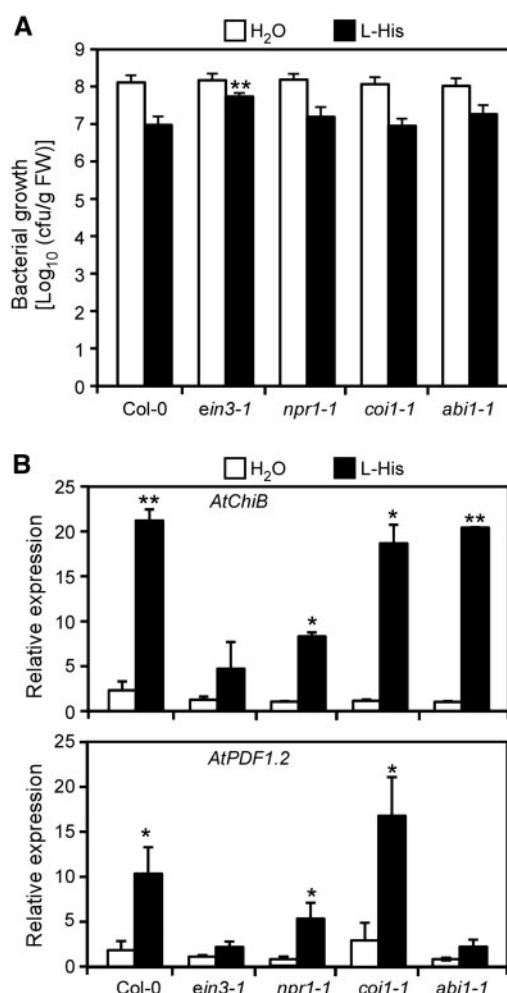 A
H₂O L-His
Bacterial growth
[Log₁₀ (cfu/g FW)]
9
8
7
6
5
4
3
2
1
0
**
Col-0 ein3-1 npr1-1 coi1-1 abi1-1
B
H₂O L-His
AtChiB
Relative expression
25
20
15
10
5
0
** * * **
AtPDF1.2
Relative expression
25
20
15
10
5
0
* * *
Col-0 ein3-1 npr1-1 coi1-1 abi1-1